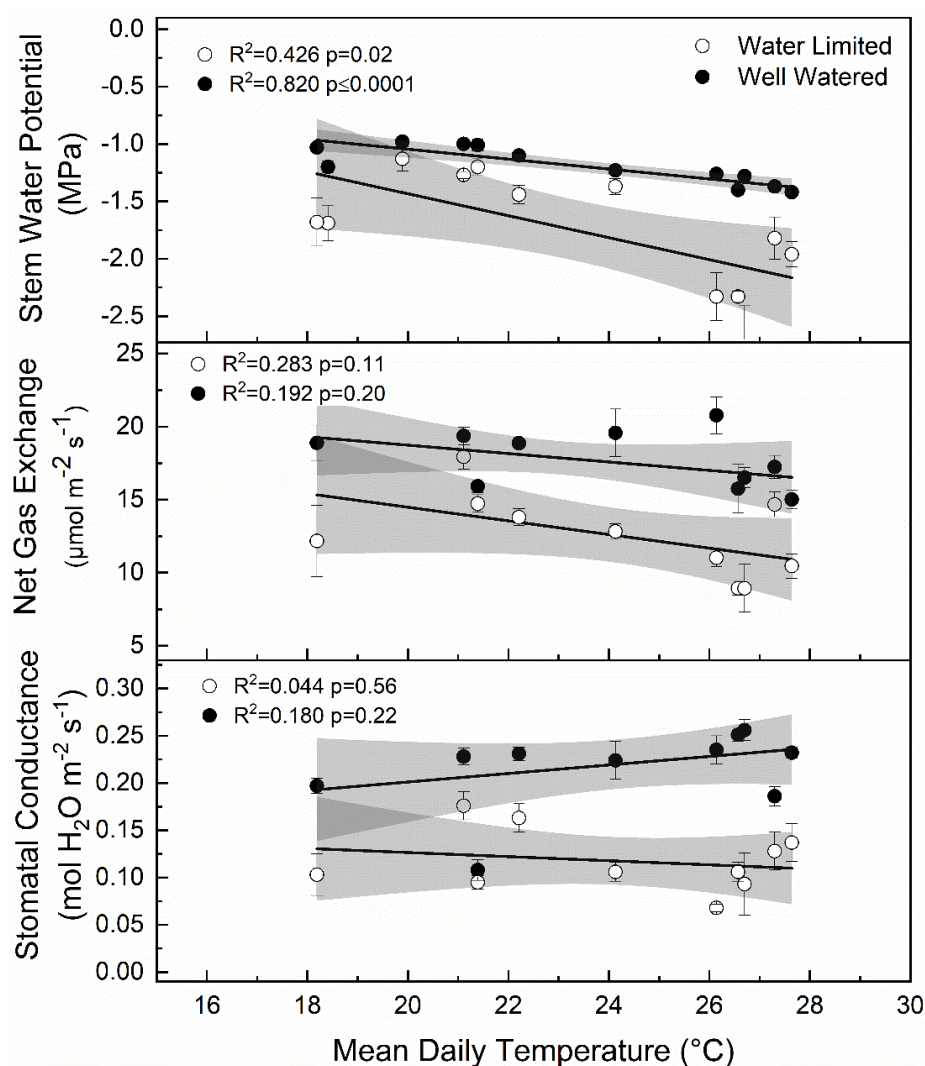 0.0
-0.5
-1.0
-1.5
-2.0
-2.5
Stem Water Potential
(MPa)
R²=0.426 p=0.02
R²=0.820 p≤0.0001
Water Limited
Well Watered
25
20
15
10
5
Net Gas Exchange
(μmol m⁻² s⁻¹)
R²=0.283 p=0.11
R²=0.192 p=0.20
0.30
0.25
0.20
0.15
0.10
0.05
0.00
Stomatal Conductance
(mol H₂O m⁻² s⁻¹)
R²=0.044 p=0.56
R²=0.180 p=0.22
16 18 20 22 24 26 28 30
Mean Daily Temperature (°C)